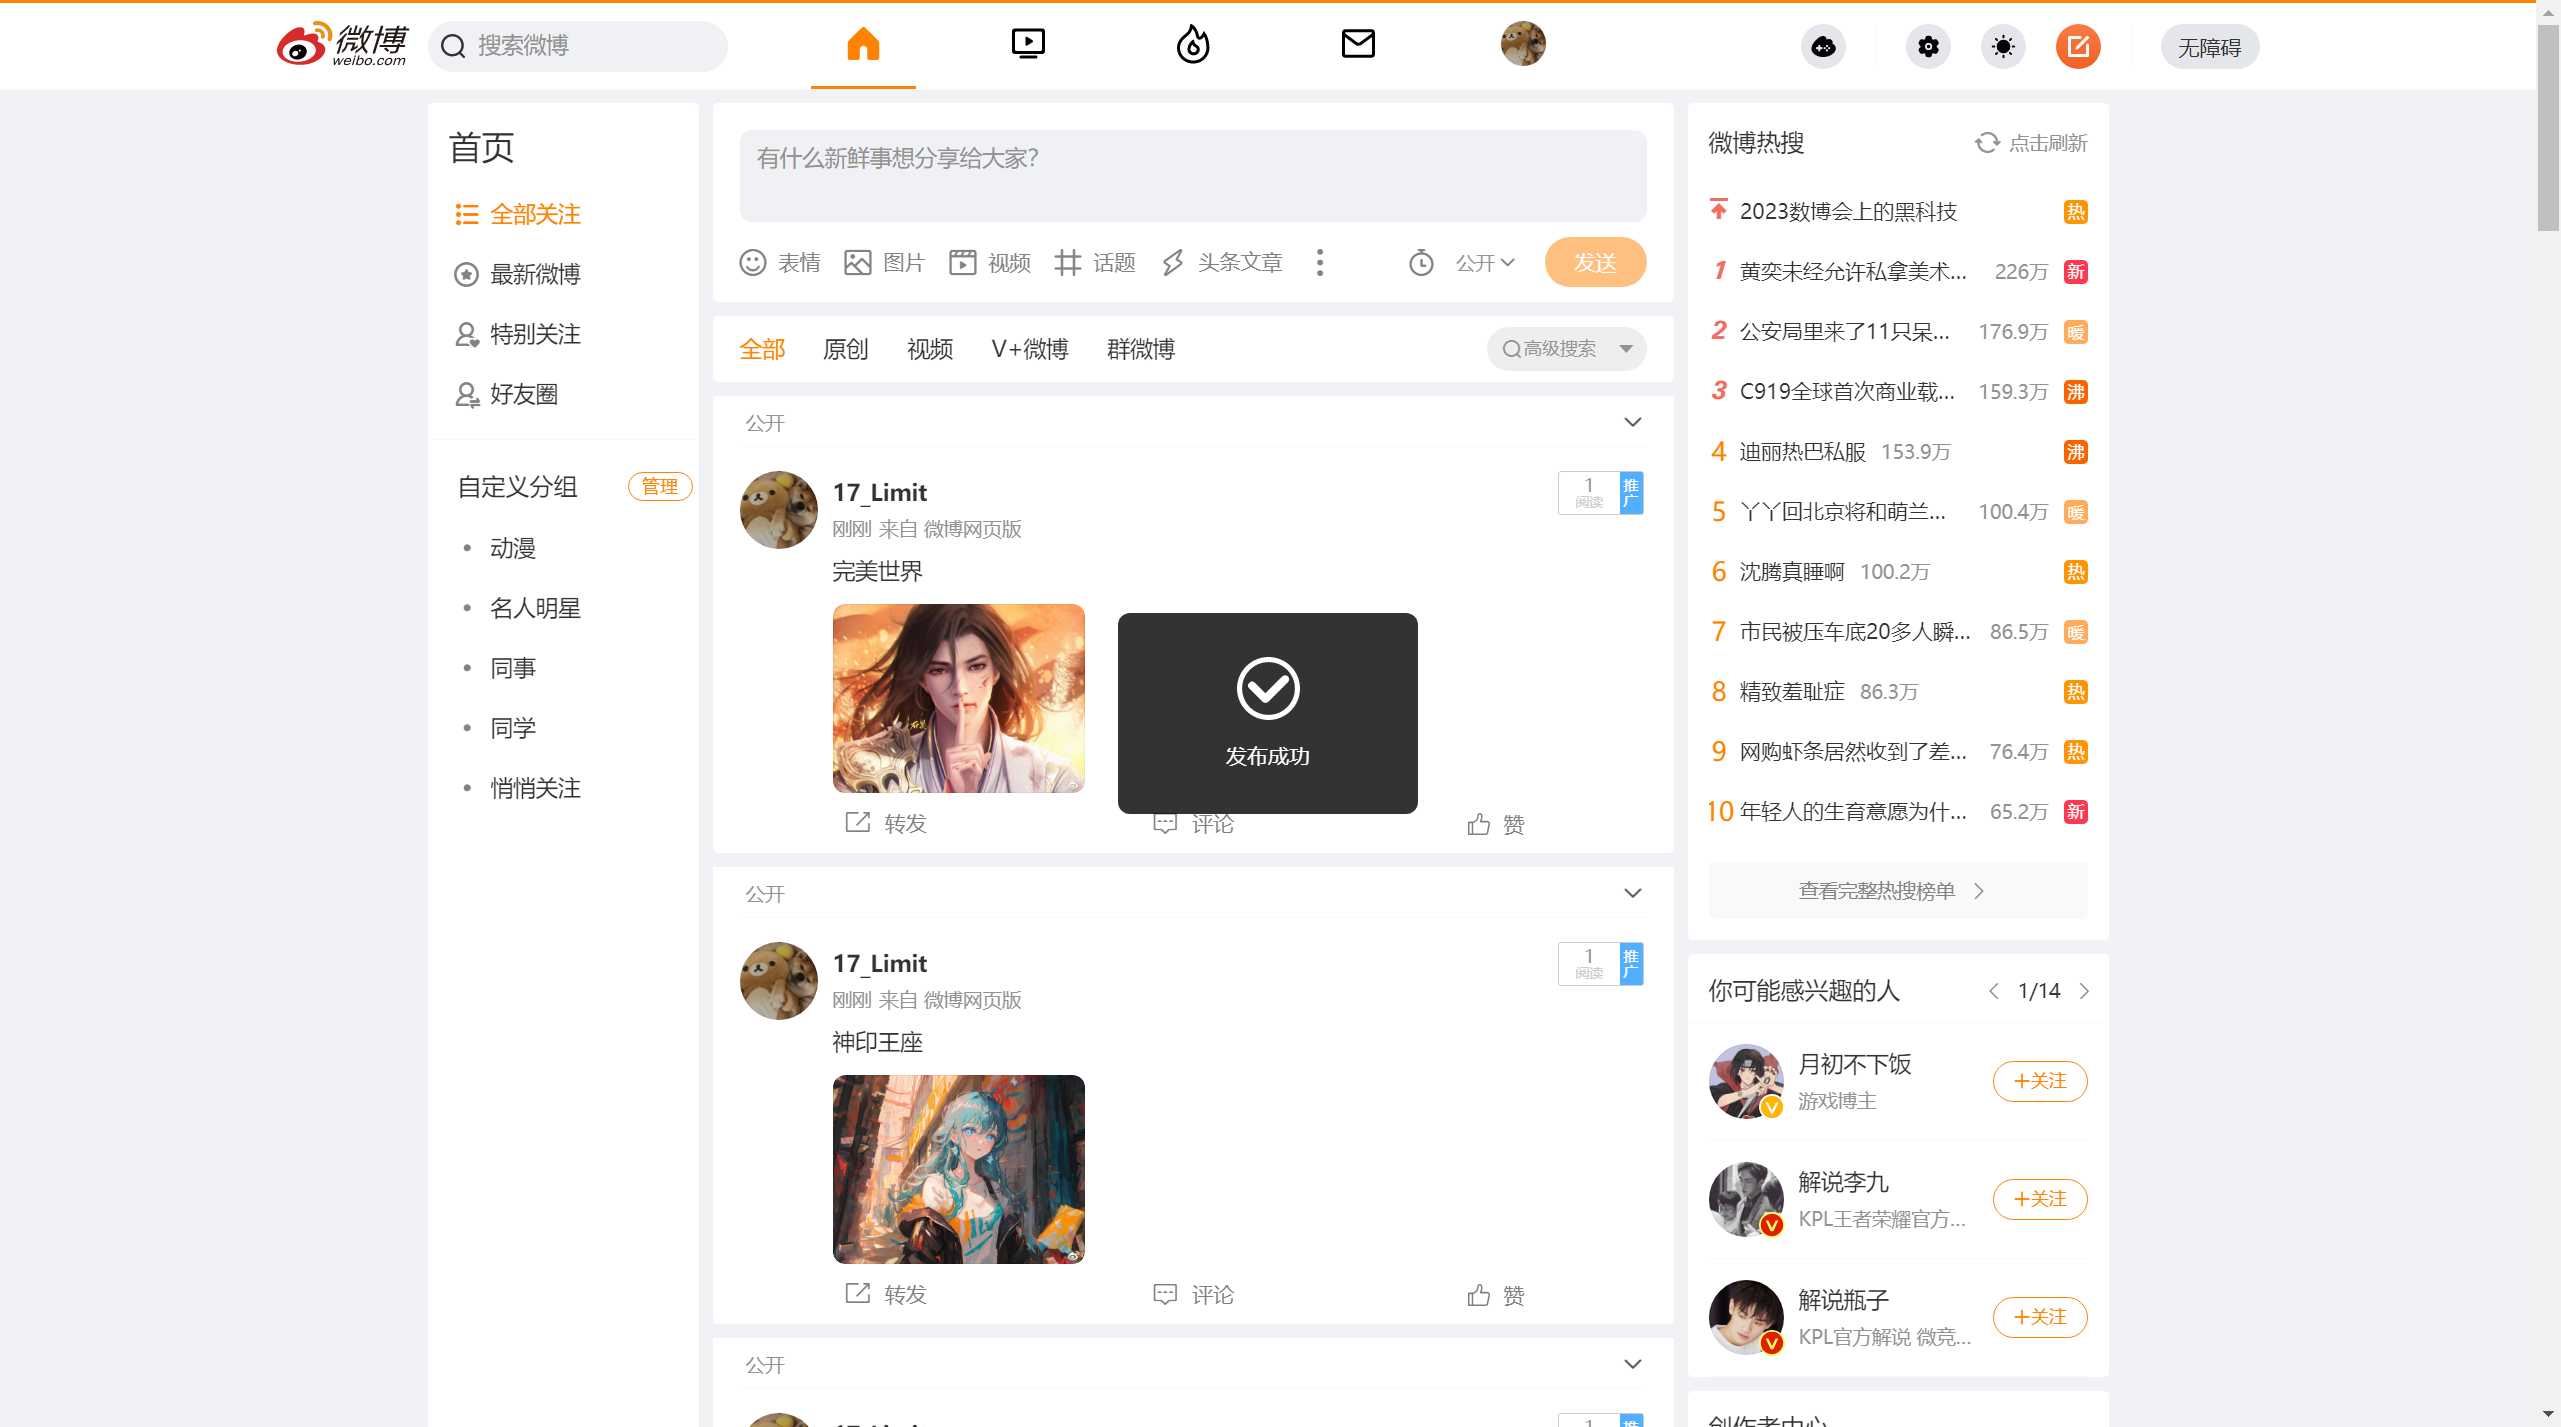 微博
weibo.com
搜索微博
无障碍
首页
全部关注
最新微博
特别关注
好友圈
自定义分组
管理
动漫
名人明星
同事
同学
悄悄关注
有什么新鲜事想分享给大家?
表情
图片
视频
话题
头条文章
公开
发送
全部
原创
视频
V+微博
群微博
高级搜索
公开
17_Limit
刚刚 来自 微博网页版
1
阅读
推广
完美世界
发布成功
转发
评论
赞
公开
17_Limit
刚刚 来自 微博网页版
1
阅读
推广
神印王座
转发
评论
赞
公开
微博热搜
点击刷新
2023数博会上的黑科技 热
1 黄奕未经允许私拿美术... 226万 新
2 公安局里来了11只呆... 176.9万 暖
3 C919全球首次商业载... 159.3万 沸
4 迪丽热巴私服 153.9万 沸
5 丫丫回北京将和萌兰... 100.4万 暖
6 沈腾真睡啊 100.2万 热
7 市民被压车底20多人瞬... 86.5万 暖
8 精致羞耻症 86.3万 热
9 网购虾条居然收到了差... 76.4万 热
10 年轻人的生育意愿为什... 65.2万 新
查看完整热搜榜单
你可能感兴趣的人
1/14
月初不下饭
游戏博主
+关注
解说李九
KPL王者荣耀官方...
+关注
解说瓶子
KPL官方解说 微竞...
+关注
创作者中心